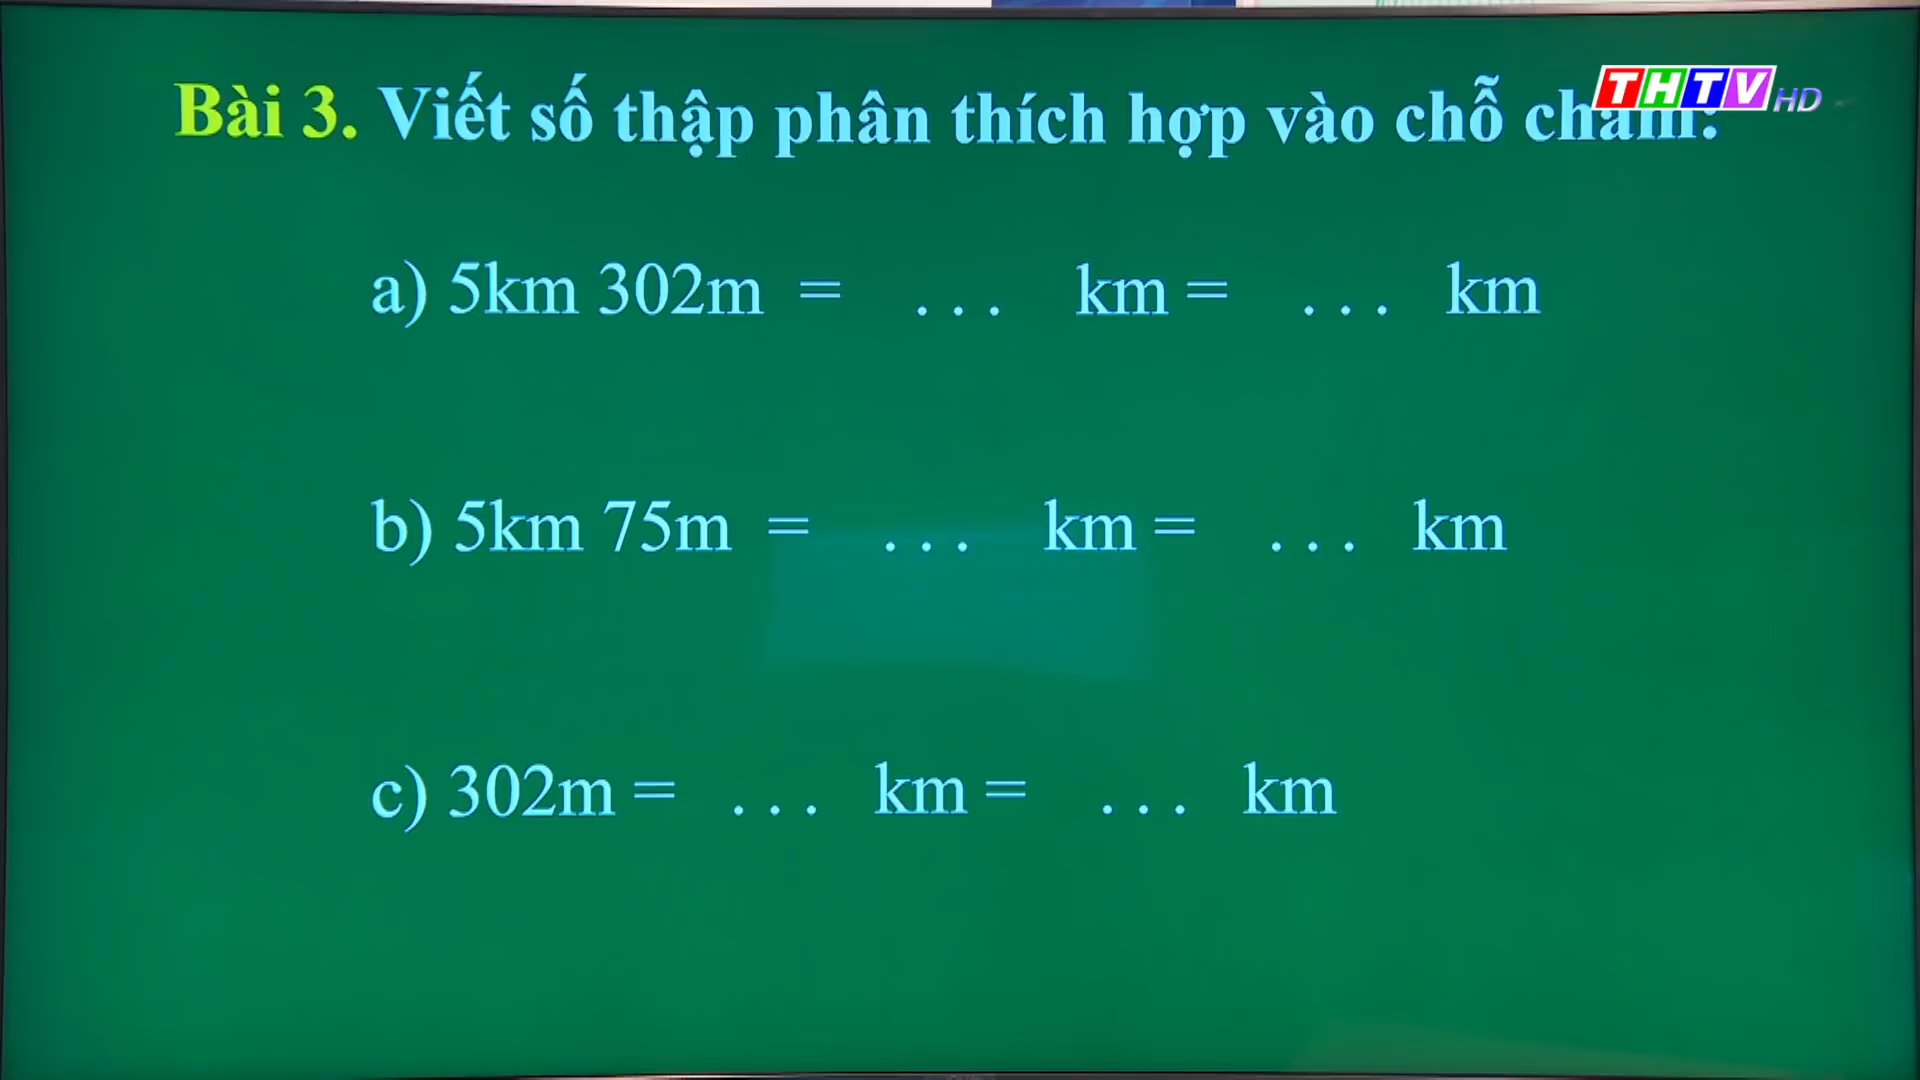 THTV HD
Bài 3. Viết số thập phân thích hợp vào chỗ chấm:
a) 5km 302m = . . . km = . . . km
b) 5km 75m = . . . km = . . . km
c) 302m = . . . km = . . . km